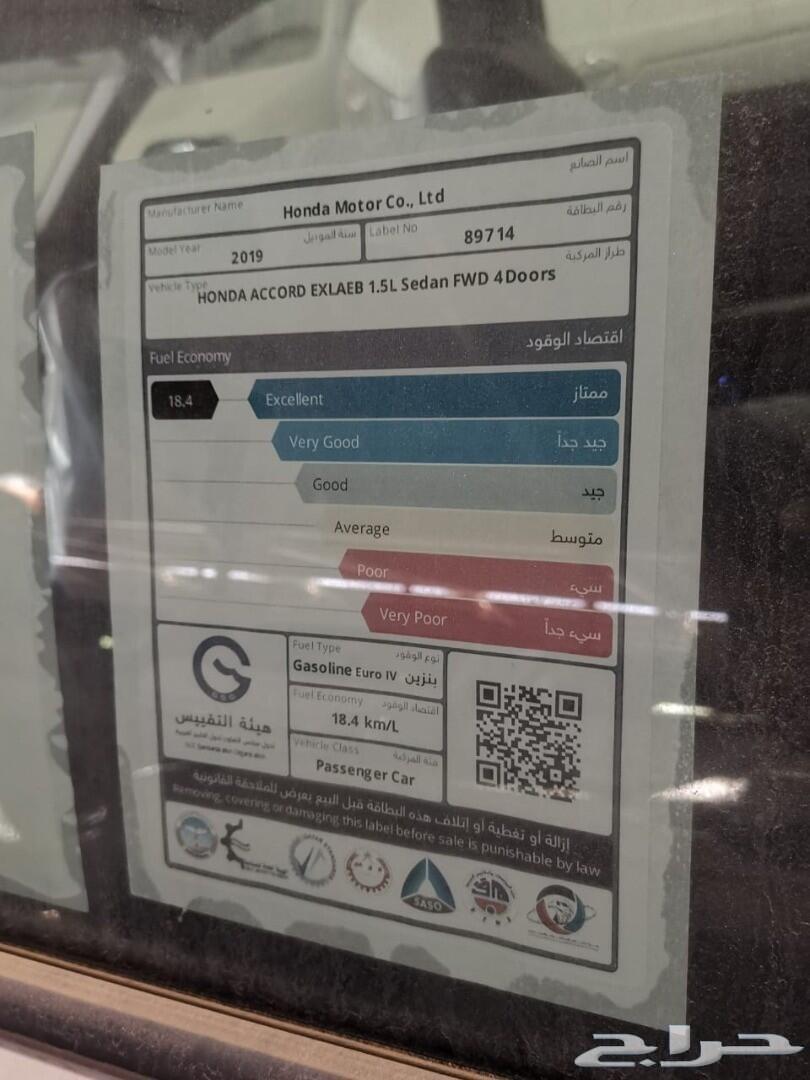 Manufacturer Name
اسم الصانع
Honda Motor Co., Ltd
Model Year
سنة الموديل
2019
Label No
رقم البطاقة
89714
Vehicle Type
طراز المركبة
HONDA ACCORD EXLAEB 1.5L Sedan FWD 4Doors
Fuel Economy
اقتصاد الوقود
18.4
Excellent
ممتاز
Very Good
جيد جداً
Good
جيد
Average
متوسط
Poor
سيء
Very Poor
سيء جداً
GSO
هيئة التقييس
Fuel Type
نوع الوقود
Gasoline Euro IV بنزين
Fuel Economy
اقتصاد الوقود
18.4 km/L
Vehicle Class
فئة المركبة
Passenger Car
إزالة أو تغطية أو إتلاف هذه البطاقة قبل البيع يعرض للملاحقة القانونية
Removing, covering or damaging this label before sale is punishable by law
SASO
حراج